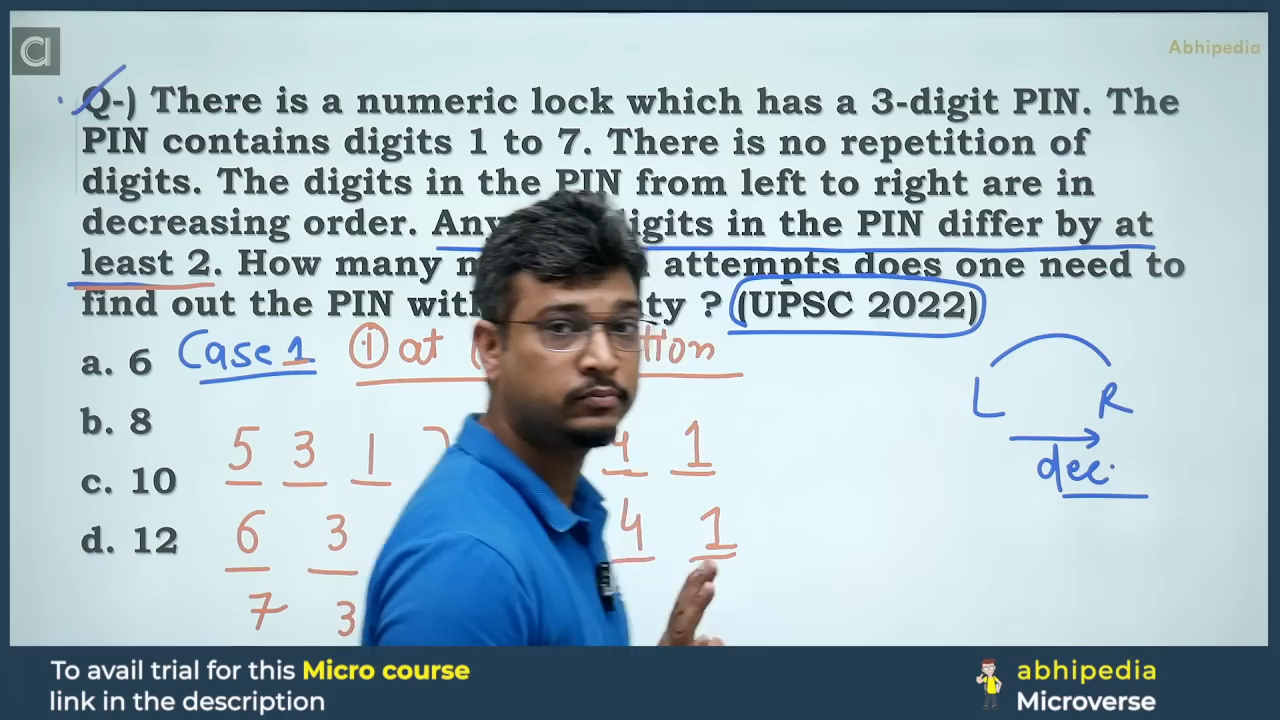 Abhipedia
Q-) There is a numeric lock which has a 3-digit PIN. The
PIN contains digits 1 to 7. There is no repetition of
digits. The digits in the PIN from left to right are in
decreasing order. Any digits in the PIN differ by at
least 2. How many attempts does one need to
find out the PIN with ? (UPSC 2022)
a. 6 Case 1 ① at
b. 8
L R
5 3 1 4 1
dec.
c. 10
6 3 4 1
d. 12
7 3
To avail trial for this Micro course
link in the description
abhipedia
Microverse